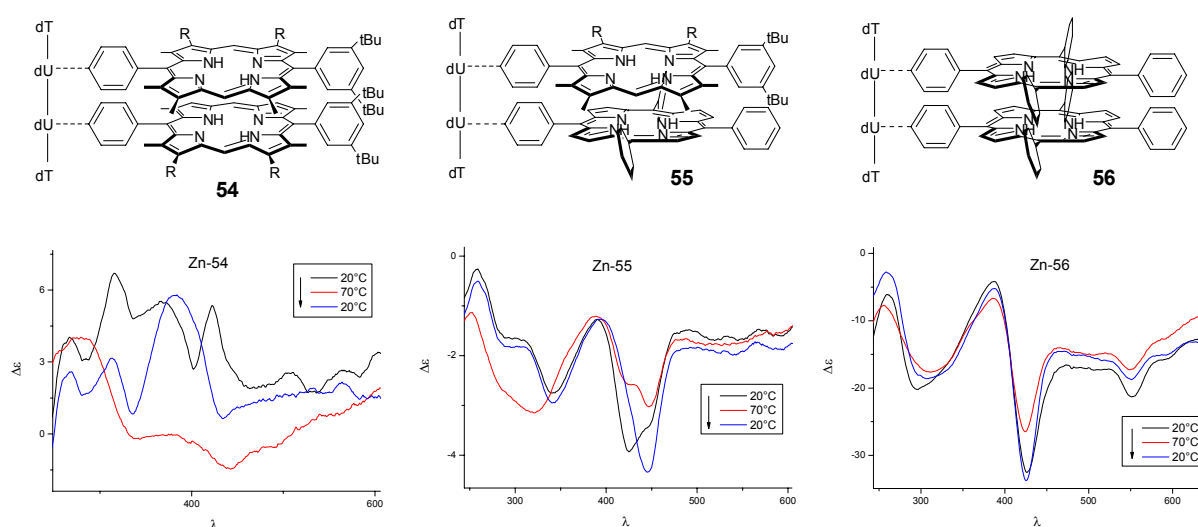 dT
dU
dU
dT
R
R
NH
N
N
HN
NH
N
N
HN
R
R
tBu
tBu
tBu
tBu
54
dT
dU
dU
dT
R
R
NH
N
N
HN
NH
N
N
NH
tBu
tBu
55
dT
dU
dU
dT
NH
N
N
NH
NH
N
N
NH
56
Zn-54
20°C
70°C
20°C
6
3
0
Δε
400
600
λ
Zn-55
20°C
70°C
20°C
0
-2
-4
Δε
300
400
500
600
λ
Zn-56
20°C
70°C
20°C
0
-10
-20
-30
Δε
300
400
500
600
λ